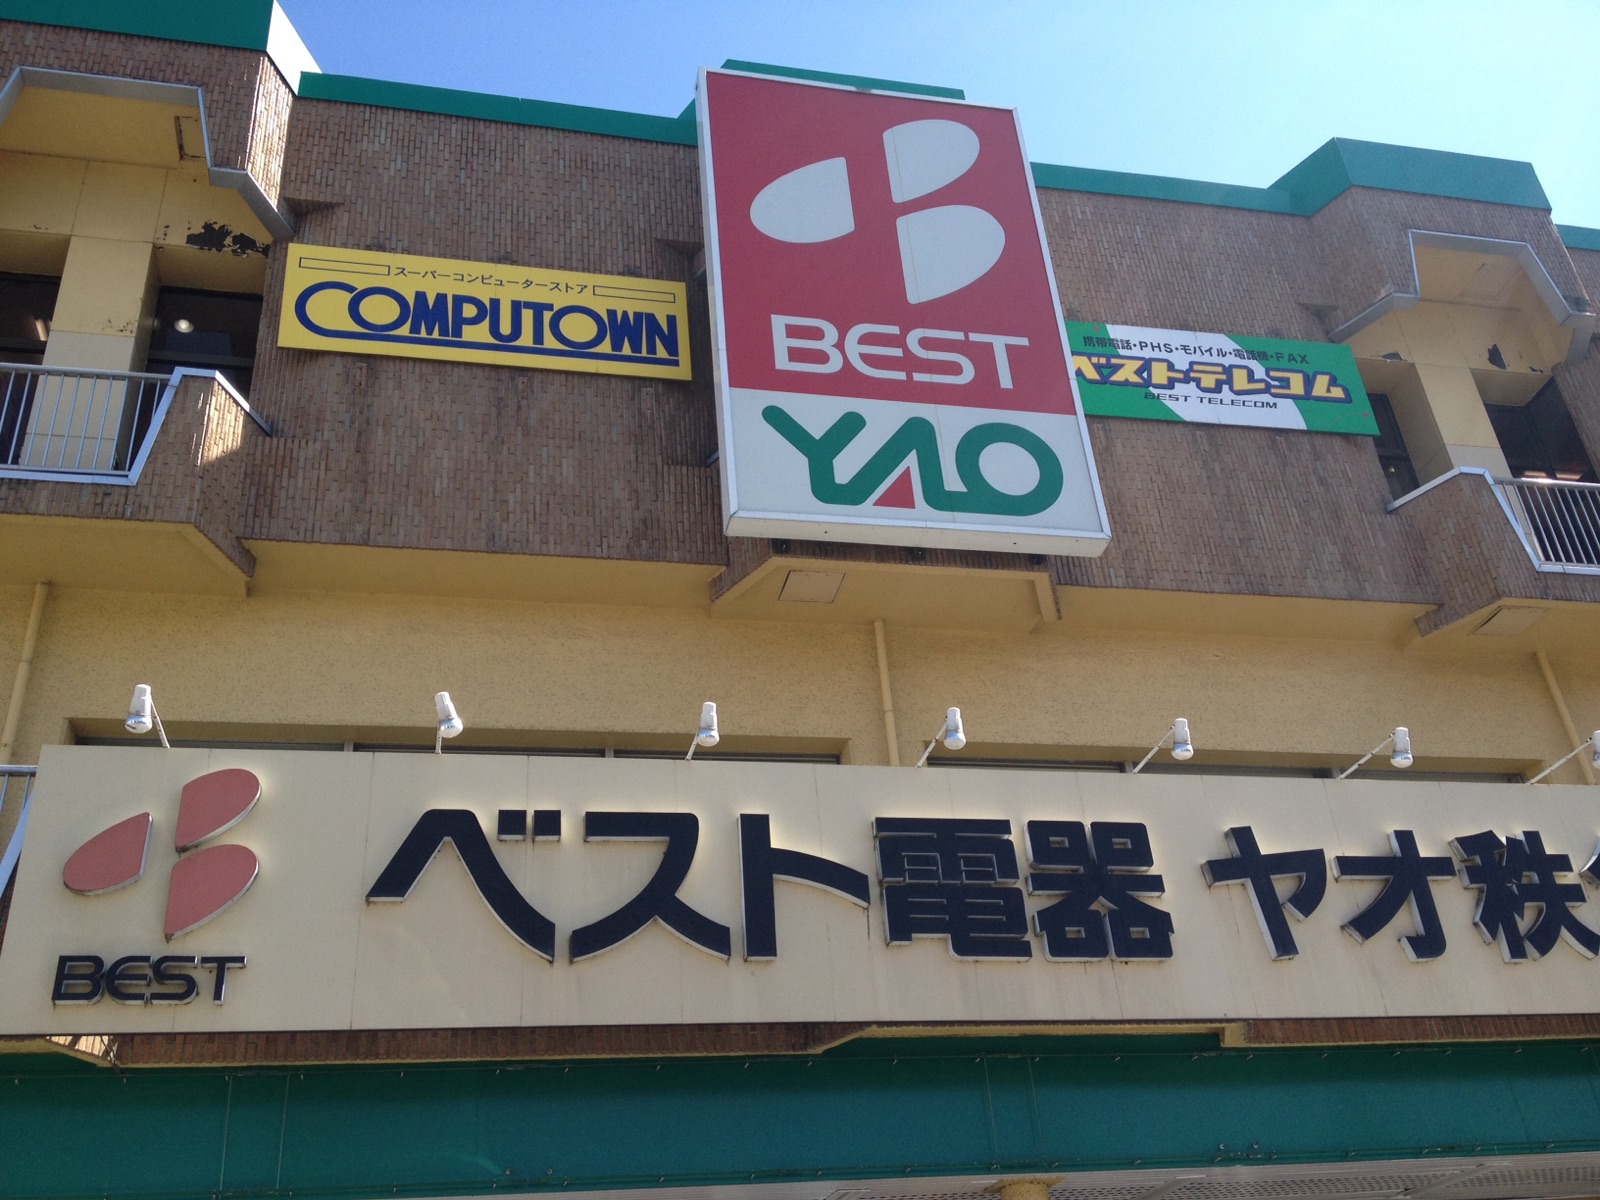 スーパーコンピューターストア
COMPUTOWN
BEST
YAO
携帯電話・PHS・モバイル・電話機・FAX
ベストテレコム
BEST TELECOM
BEST
ベスト電器 ヤオ秩